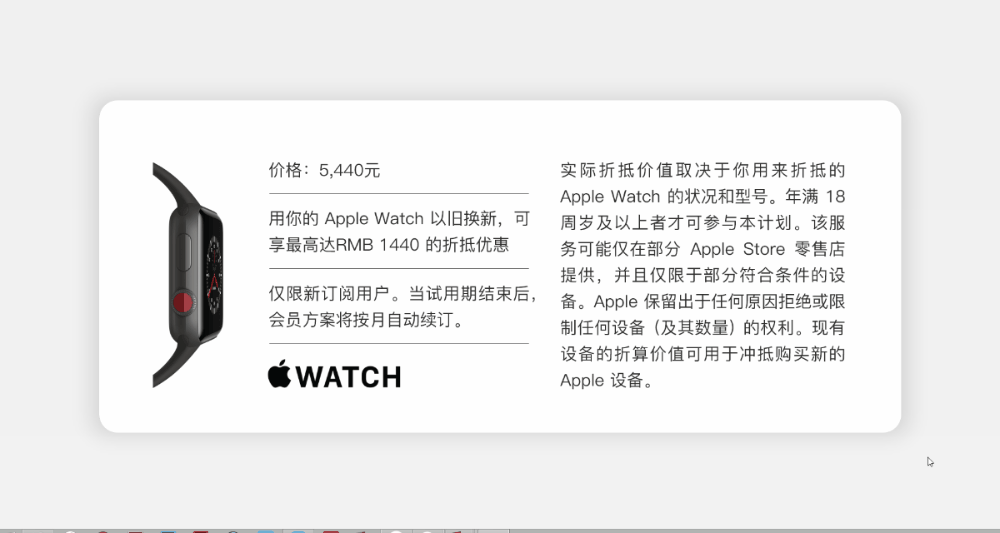 价格：5,440元
用你的 Apple Watch 以旧换新，可
享最高达RMB 1440 的折抵优惠
仅限新订阅用户。当试用期结束后，
会员方案将按月自动续订。
WATCH
实际折抵价值取决于你用来折抵的
Apple Watch 的状况和型号。年满 18
周岁及以上者才可参与本计划。该服
务可能仅在部分 Apple Store 零售店
提供，并且仅限于部分符合条件的设
备。Apple 保留出于任何原因拒绝或限
制任何设备（及其数量）的权利。现有
设备的折算价值可用于冲抵购买新的
Apple 设备。